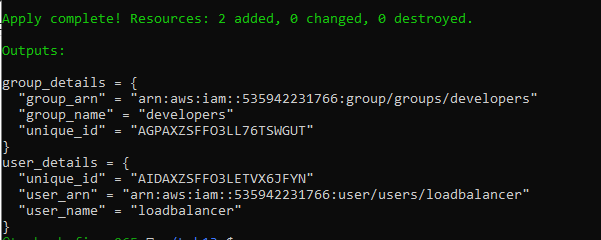 Apply complete! Resources: 2 added, 0 changed, 0 destroyed.
Outputs:
group_details = {
"group_arn" = "arn:aws:iam::535942231766:group/groups/developers"
"group_name" = "developers"
"unique_id" = "AGPAXZSFFO3LL76TSWGUT"
}
user_details = {
"unique_id" = "AIDAXZSFFO3LETVX6JFYN"
"user_arn" = "arn:aws:iam::535942231766:user/users/loadbalancer"
"user_name" = "loadbalancer"
}